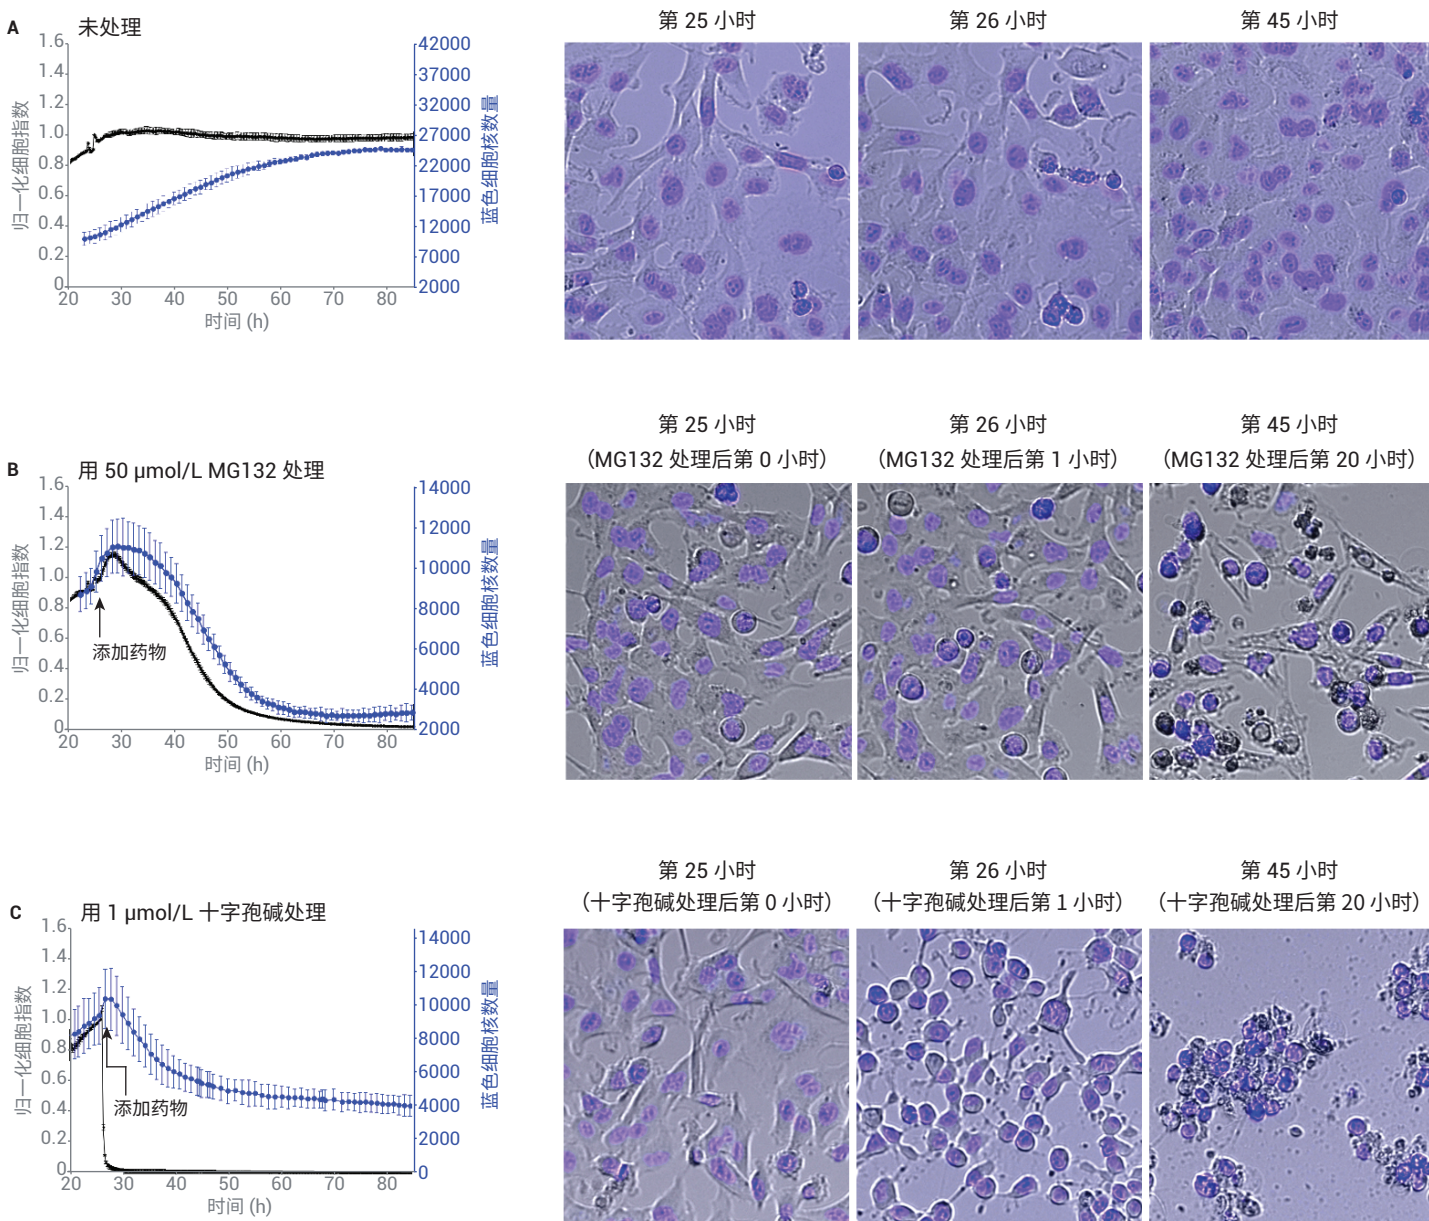 A 未处理
第 25 小时
第 26 小时
第 45 小时
1.6
1.4
1.2
1.0
0.8
0.6
0.4
0.2
0
归一化细胞指数
42000
37000
32000
27000
22000
17000
12000
7000
2000
蓝色细胞核数量
20 30 40 50 60 70 80
时间 (h)
B 用 50 µmol/L MG132 处理
第 25 小时
(MG132 处理后第 0 小时)
第 26 小时
(MG132 处理后第 1 小时)
第 45 小时
(MG132 处理后第 20 小时)
1.6
1.4
1.2
1.0
0.8
0.6
0.4
0.2
0
归一化细胞指数
14000
12000
10000
8000
6000
4000
2000
蓝色细胞核数量
添加药物
20 30 40 50 60 70 80
时间 (h)
C 用 1 µmol/L 十字孢碱处理
第 25 小时
(十字孢碱处理后第 0 小时)
第 26 小时
(十字孢碱处理后第 1 小时)
第 45 小时
(十字孢碱处理后第 20 小时)
1.6
1.4
1.2
1.0
0.8
0.6
0.4
0.2
0
归一化细胞指数
14000
12000
10000
8000
6000
4000
2000
0
蓝色细胞核数量
添加药物
20 30 40 50 60 70 80
时间 (h)